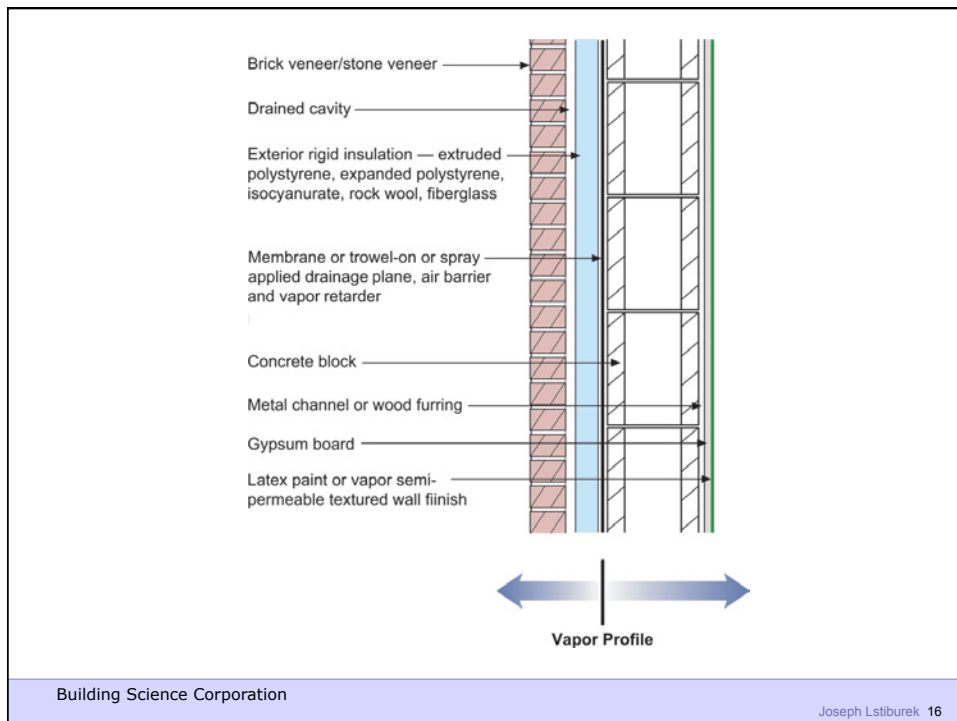 Brick veneer/stone veneer
Drained cavity
Exterior rigid insulation — extruded
polystyrene, expanded polystyrene,
isocyanurate, rock wool, fiberglass
Membrane or trowel-on or spray
applied drainage plane, air barrier
and vapor retarder
Concrete block
Metal channel or wood furring
Gypsum board
Latex paint or vapor semi-
permeable textured wall fiinish
Vapor Profile
Building Science Corporation
Joseph Lstiburek 16